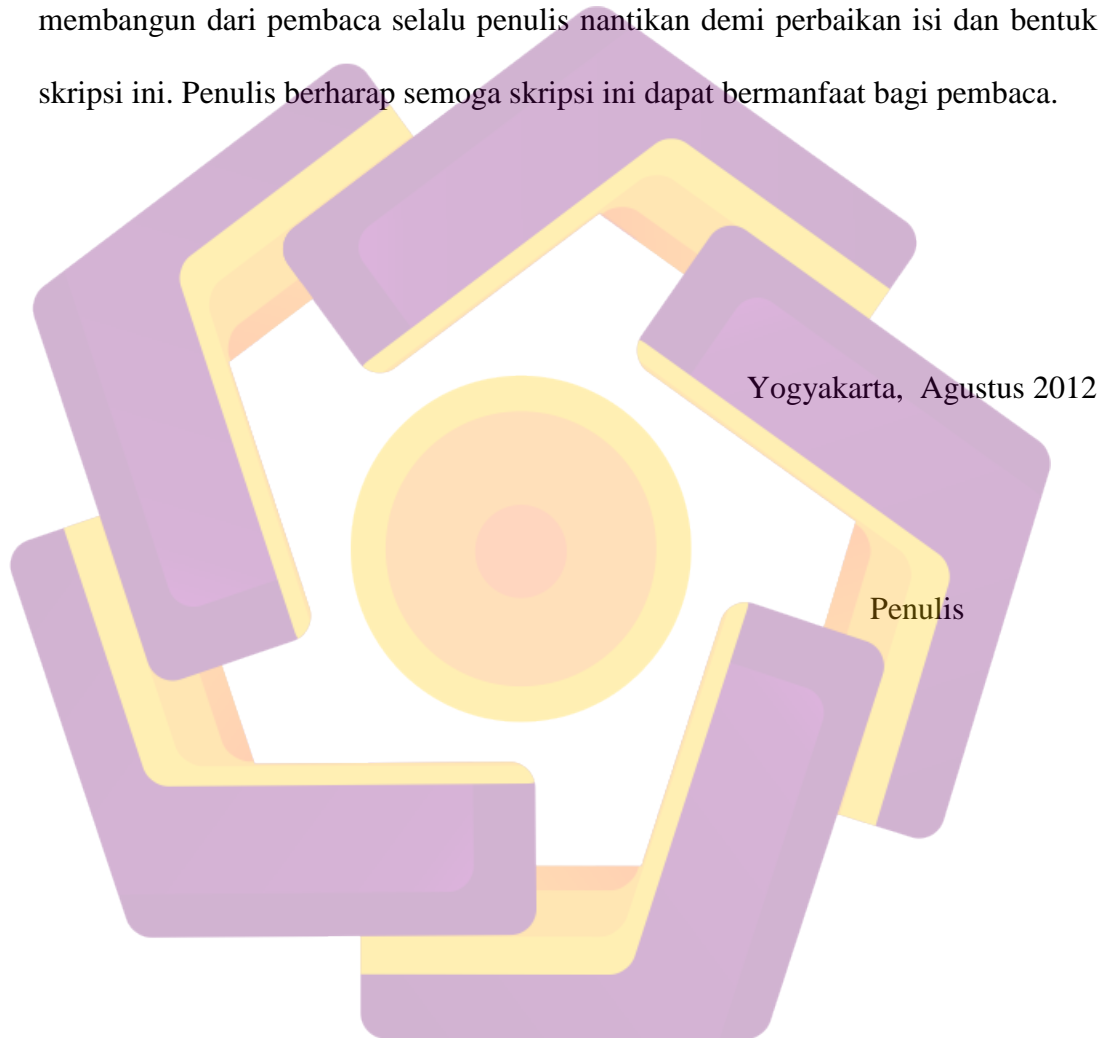 membangun dari pembaca selalu penulis nantikan demi perbaikan isi dan bentuk
skripsi ini. Penulis berharap semoga skripsi ini dapat bermanfaat bagi pembaca.
Yogyakarta,  Agustus 2012
Penulis